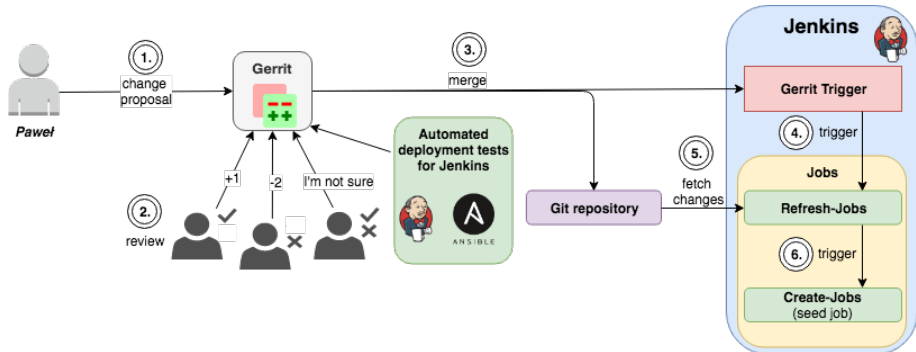 Jenkins
1.
3.
Gerrit
change
proposal
merge
Gerrit Trigger
Paweł
Automated
deployment tests
for Jenkins
4.
trigger
5.
+1
-2
I'm not sure
fetch
changes
Jobs
2.
review
ANSIBLE
Git repository
Refresh-Jobs
6.
trigger
Create-Jobs
(seed job)